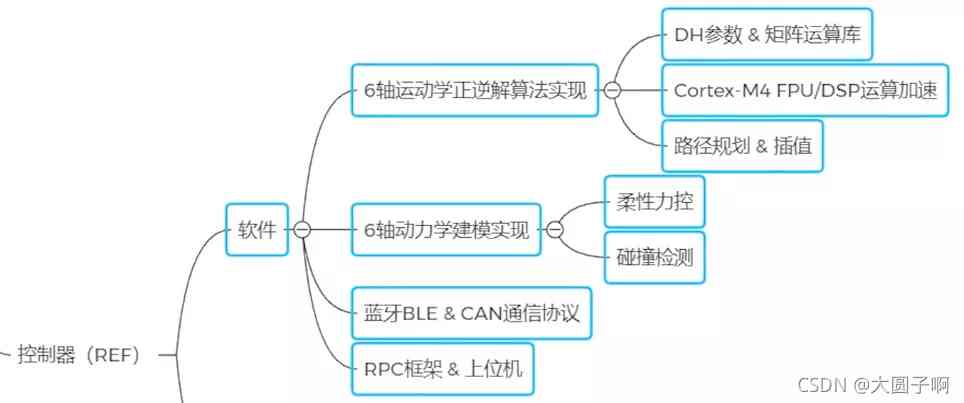 DH参数 & 矩阵运算库
6轴运动学正逆解算法实现
Cortex-M4 FPU/DSP运算加速
路径规划 & 插值
软件
6轴动力学建模实现
柔性力控
碰撞检测
蓝牙BLE & CAN通信协议
控制器（REF）
RPC框架 & 上位机
CSDN @大圆子啊